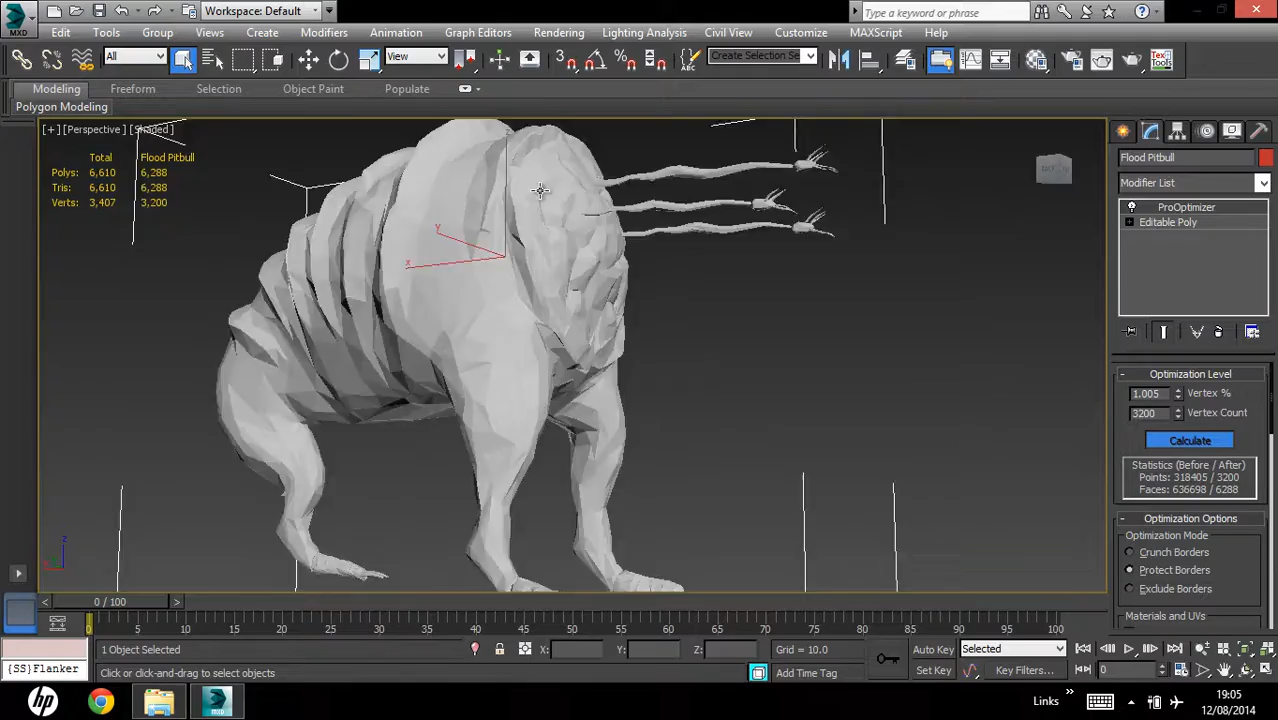 MXD Workspace: Default Type a keyword or phrase
Edit Tools Group Views Create Modifiers Animation Graph Editors Rendering Lighting Analysis Civil View Customize MAXScript Help
All View 3 Create Selection Se Tex Tools
Modeling Freeform Selection Object Paint Populate
Polygon Modeling
[+] [Perspective] [Shaded]
Total Flood Pitbull
Polys: 6,610 6,288
Tris: 6,610 6,288
Verts: 3,407 3,200
Y
x
z
Flood Pitbull
Modifier List
ProOptimizer
Editable Poly
Optimization Level
1.005 Vertex %
3200 Vertex Count
Calculate
Statistics (Before / After)
Points: 318405 / 3200
Faces: 636698 / 6288
Optimization Options
Optimization Mode
Crunch Borders
Protect Borders
Exclude Borders
Materials and UVs
0 / 100
0 5 10 15 20 25 30 35 40 45 50 55 60 65 70 75 80 85 90 95 100
1 Object Selected X: Y: Z: Grid = 10.0 Auto Key Selected
{SS}Flanker Click or click-and-drag to select objects Add Time Tag Set Key Key Filters... 0
hp MXD Links » 19:05
12/08/2014